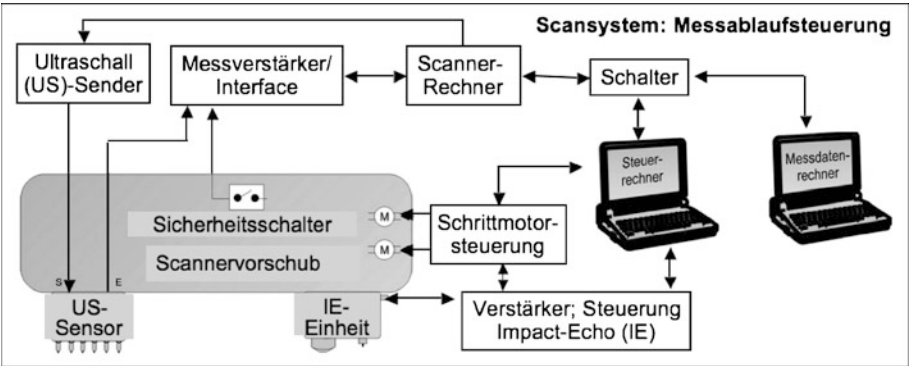 Scansystem: Messablaufsteuerung
Ultraschall
(US)-Sender
Messverstärker/
Interface
Scanner-
Rechner
Schalter
Steuer-
rechner
Messdaten-
rechner
Sicherheitsschalter
M
Schrittmotor-
steuerung
Scannervorschub
M
S E
US-
Sensor
IE-
Einheit
Verstärker; Steuerung
Impact-Echo (IE)